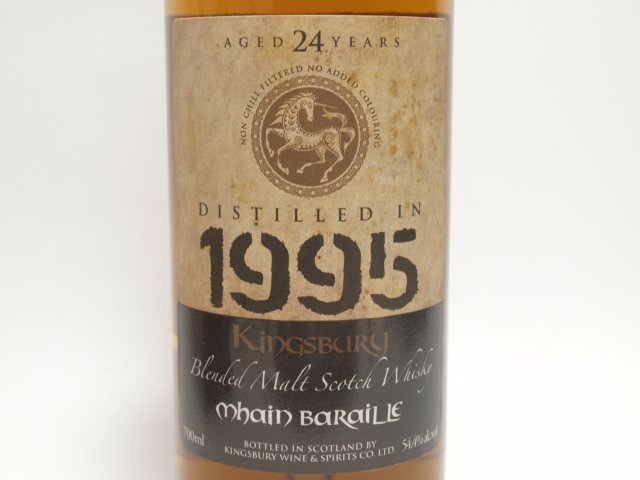 AGED 24 YEARS
NON CHILL FILTERED NO ADDED COLOURING
DISTILLED IN
1995
KINGSBURY
Blended Malt Scotch Whisky
mhain baraille
700ml
BOTTLED IN SCOTLAND BY
KINGSBURY WINE & SPIRITS CO. LTD.
54.4%alc/vol